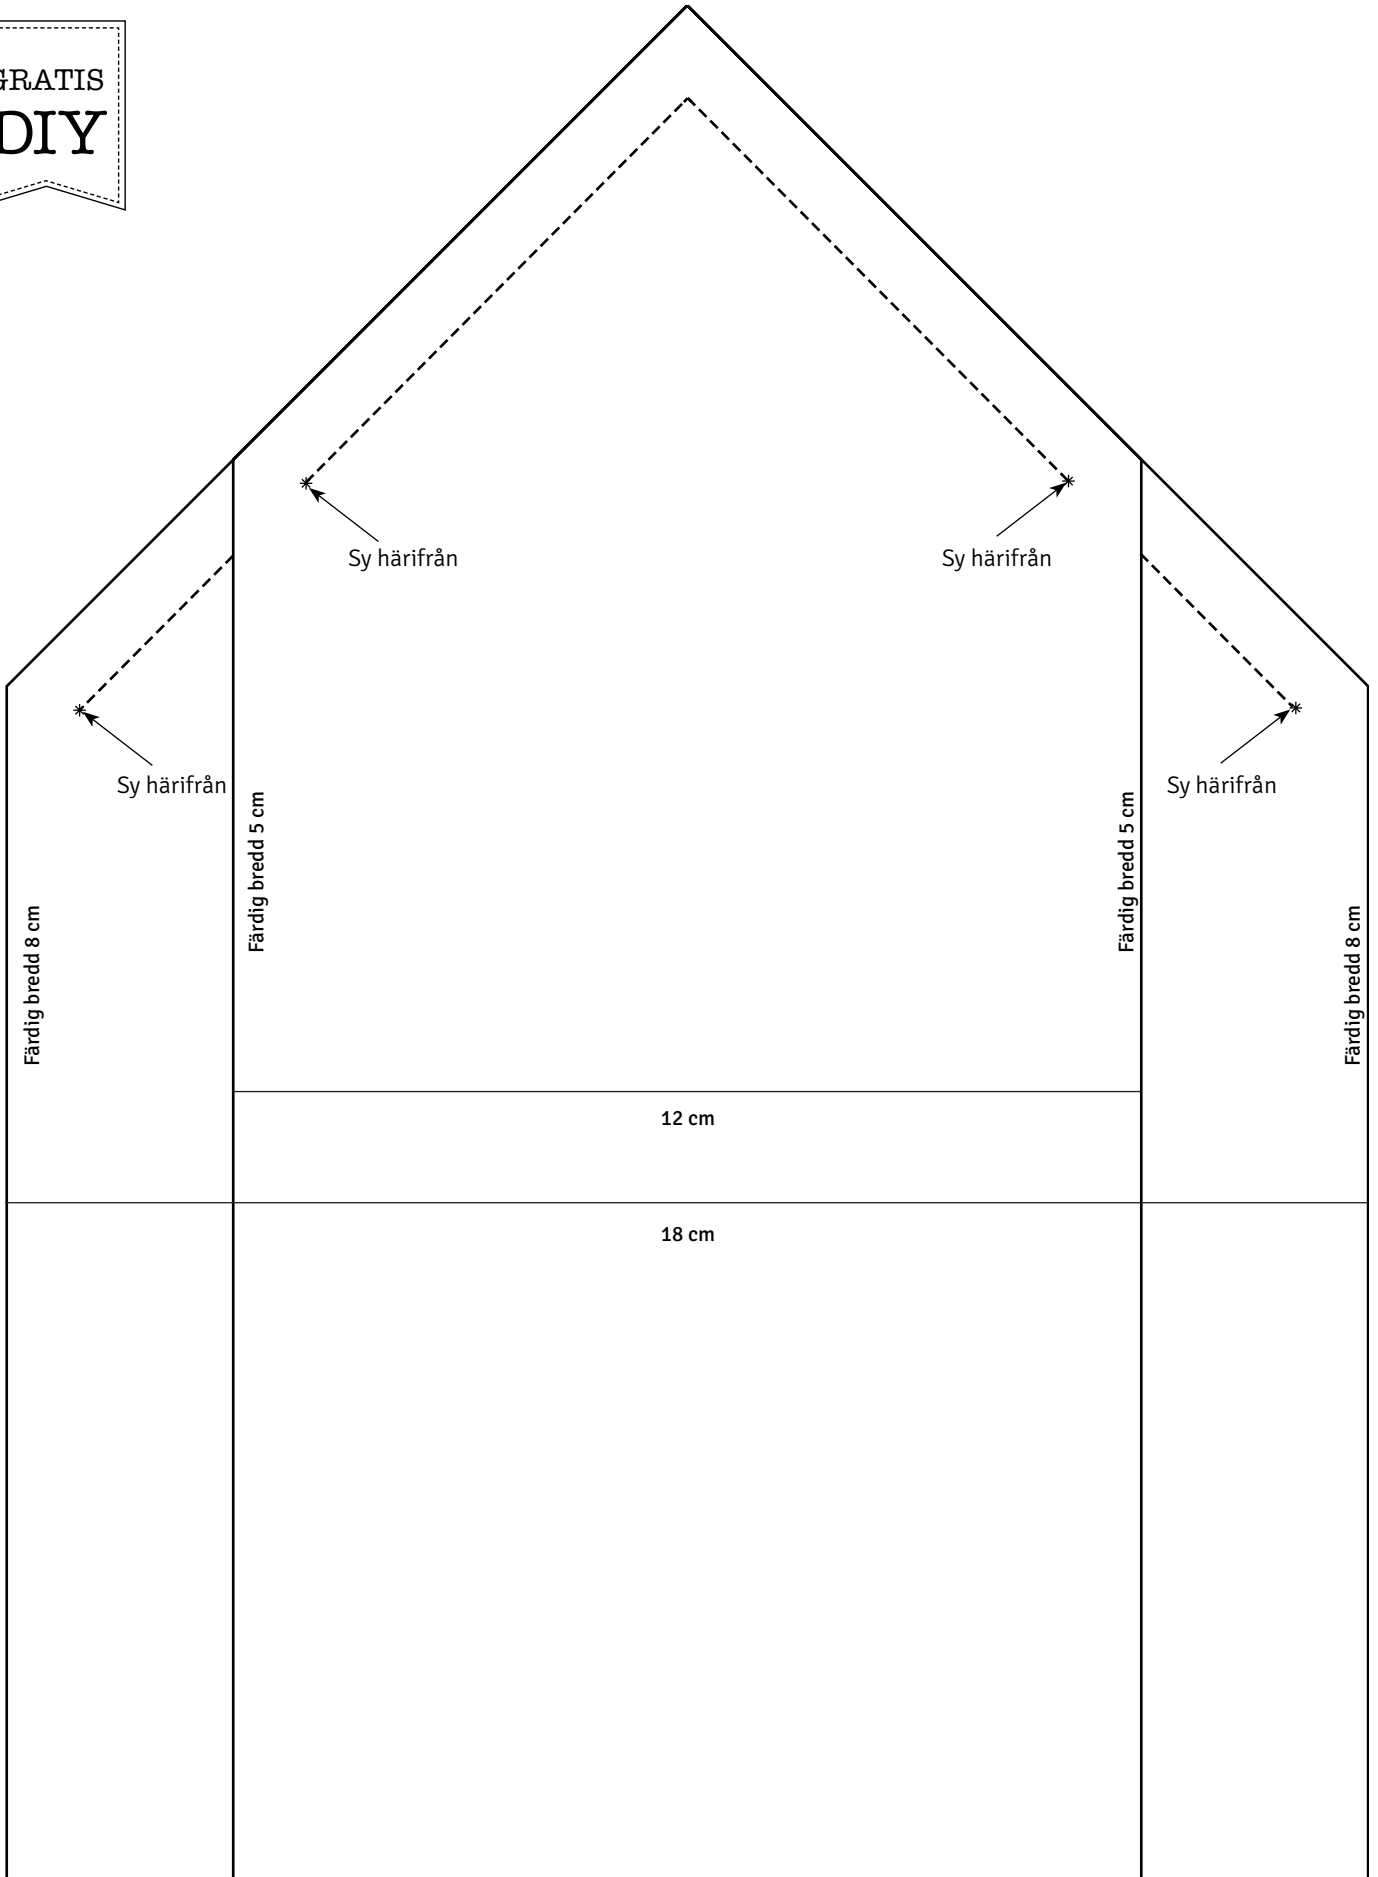 GRATIS
DIY
Sy härifrån
Sy härifrån
Sy härifrån
Sy härifrån
Färdig bredd 5 cm
Färdig bredd 5 cm
Färdig bredd 8 cm
Färdig bredd 8 cm
12 cm
18 cm